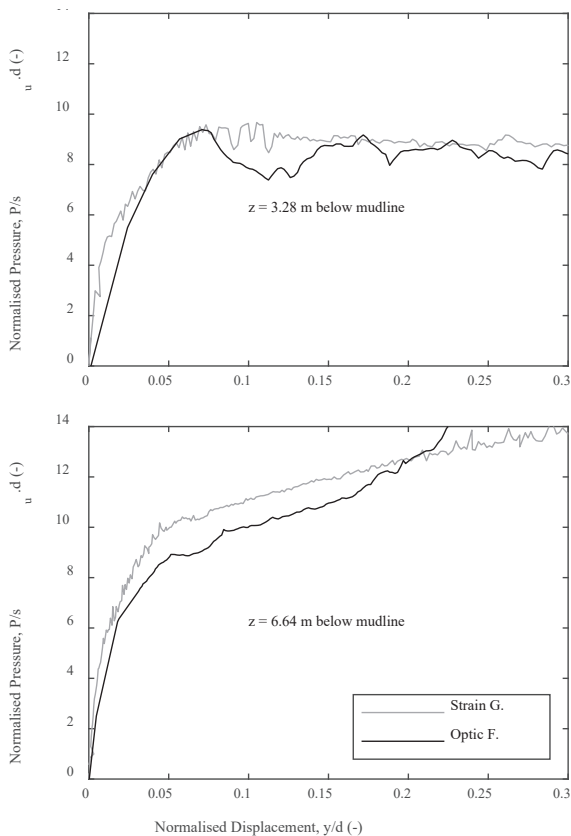 14
12
10
8
6
4
2
0
Normalised Pressure, P/s
u
.d (-)
z = 3.28 m below mudline
0 0.05 0.1 0.15 0.2 0.25 0.3
14
12
10
8
6
4
2
0
Normalised Pressure, P/s
u
.d (-)
z = 6.64 m below mudline
Strain G.
Optic F.
0 0.05 0.1 0.15 0.2 0.25 0.3
Normalised Displacement, y/d (-)